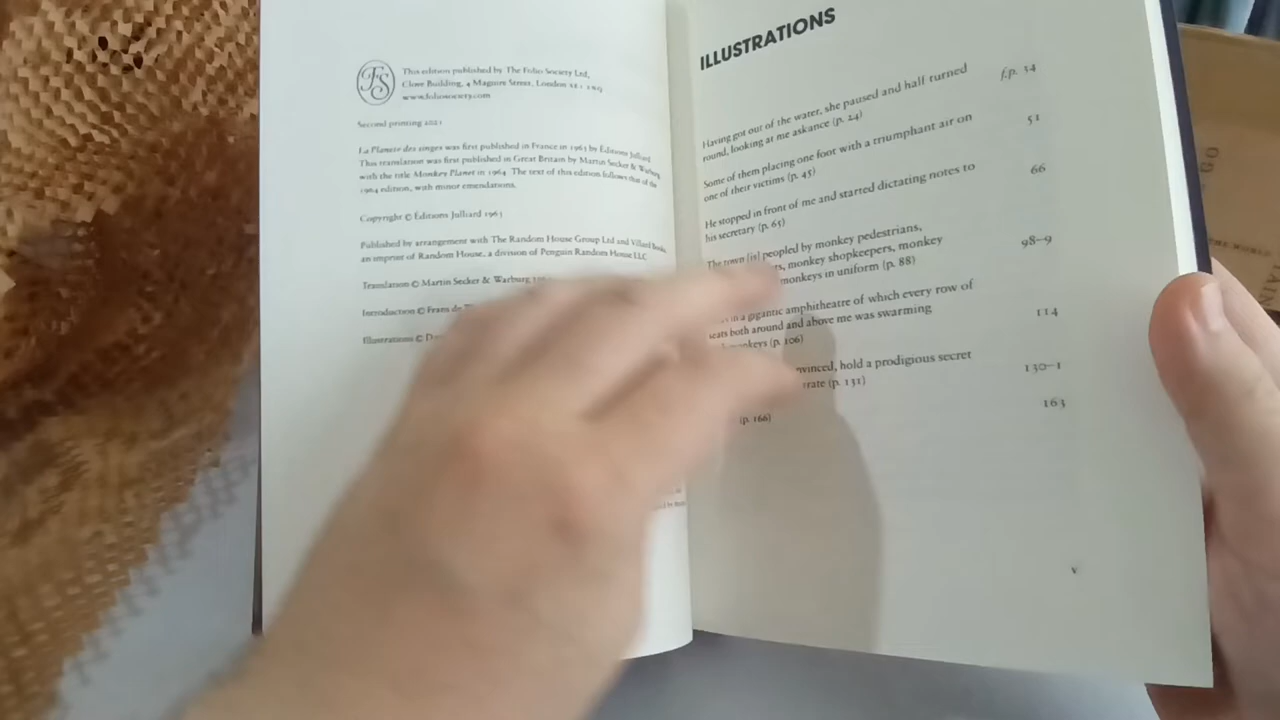 FS
This edition published by The Folio Society Ltd,
Clove Building, 4 Maguire Street, London SE1 2NQ
www.foliosociety.com
Second printing 2021
La Planète des singes was first published in France in 1963 by Éditions Julliard.
This translation was first published in Great Britain by Martin Secker & Warburg
with the title Monkey Planet in 1964. The text of this edition follows that of the
1964 edition, with minor emendations.
Copyright © Éditions Julliard 1963
Published by arrangement with The Random House Group Ltd and Villard Books,
an imprint of Random House, a division of Penguin Random House LLC
Translation © Martin Secker & Warburg
Introduction © Frans de
Illustrations ©
ILLUSTRATIONS
Having got out of the water, she paused and half turned f.p. 54
round, looking at me askance (p. 24)
Some of them placing one foot with a triumphant air on 51
one of their victims (p. 45)
He stopped in front of me and started dictating notes to 66
his secretary (p. 65)
The town [is] peopled by monkey pedestrians, 98–9
monkey shopkeepers, monkey
monkeys in uniform (p. 88)
in a gigantic amphitheatre of which every row of 114
seats both around and above me was swarming
(p. 106)
hold a prodigious secret 130–1
(p. 131)
(p. 166) 163
v
GO
THE WORLD